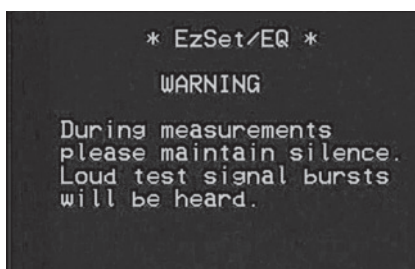 * EzSet/EQ *
WARNING
During measurements
please maintain silence.
Loud test signal bursts
will be heard.